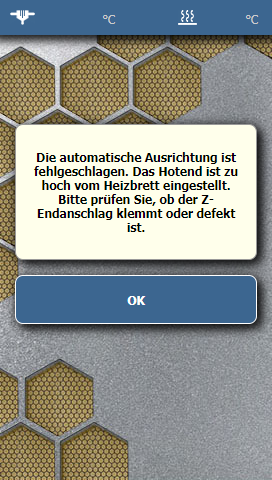 °C °C
Die automatische Ausrichtung ist
fehlgeschlagen. Das Hotend ist zu
hoch vom Heizbrett eingestellt.
Bitte prüfen Sie, ob der Z-
Endanschlag klemmt oder defekt
ist.
OK